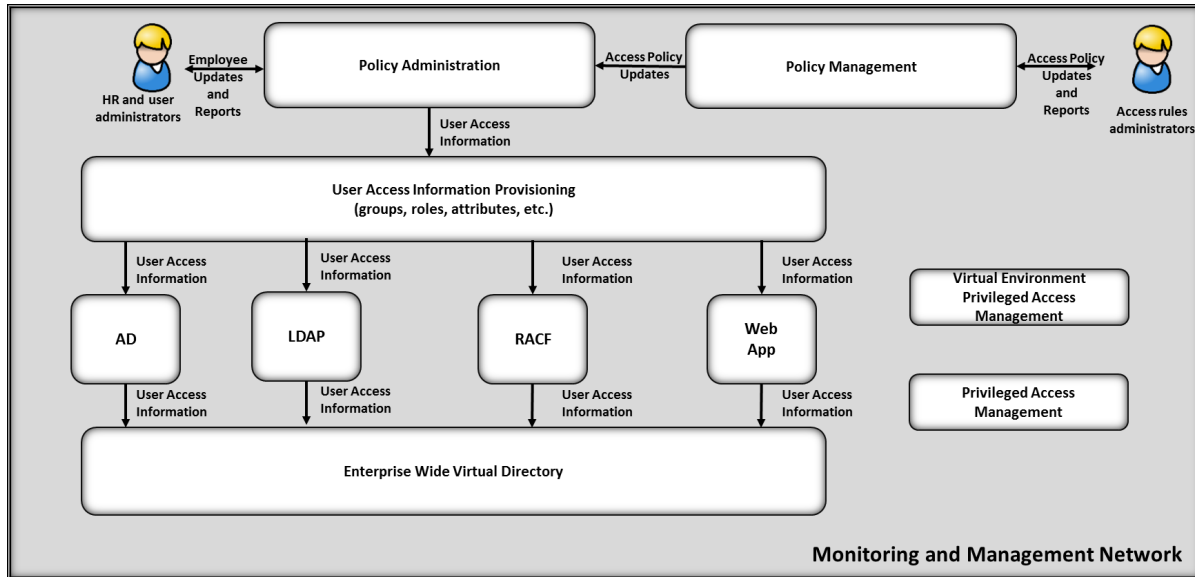 Policy Administration
Policy Management
Employee
Updates
and
Reports
HR and user
administrators
Access Policy
Updates
Access Policy
Updates
and
Reports
Access rules
administrators
User Access
Information
User Access Information Provisioning
(groups, roles, attributes, etc.)
User Access
Information
User Access
Information
User Access
Information
User Access
Information
AD
LDAP
RACF
Web
App
Virtual Environment
Privileged Access
Management
User Access
Information
User Access
Information
User Access
Information
User Access
Information
Privileged Access
Management
Enterprise Wide Virtual Directory
Monitoring and Management Network